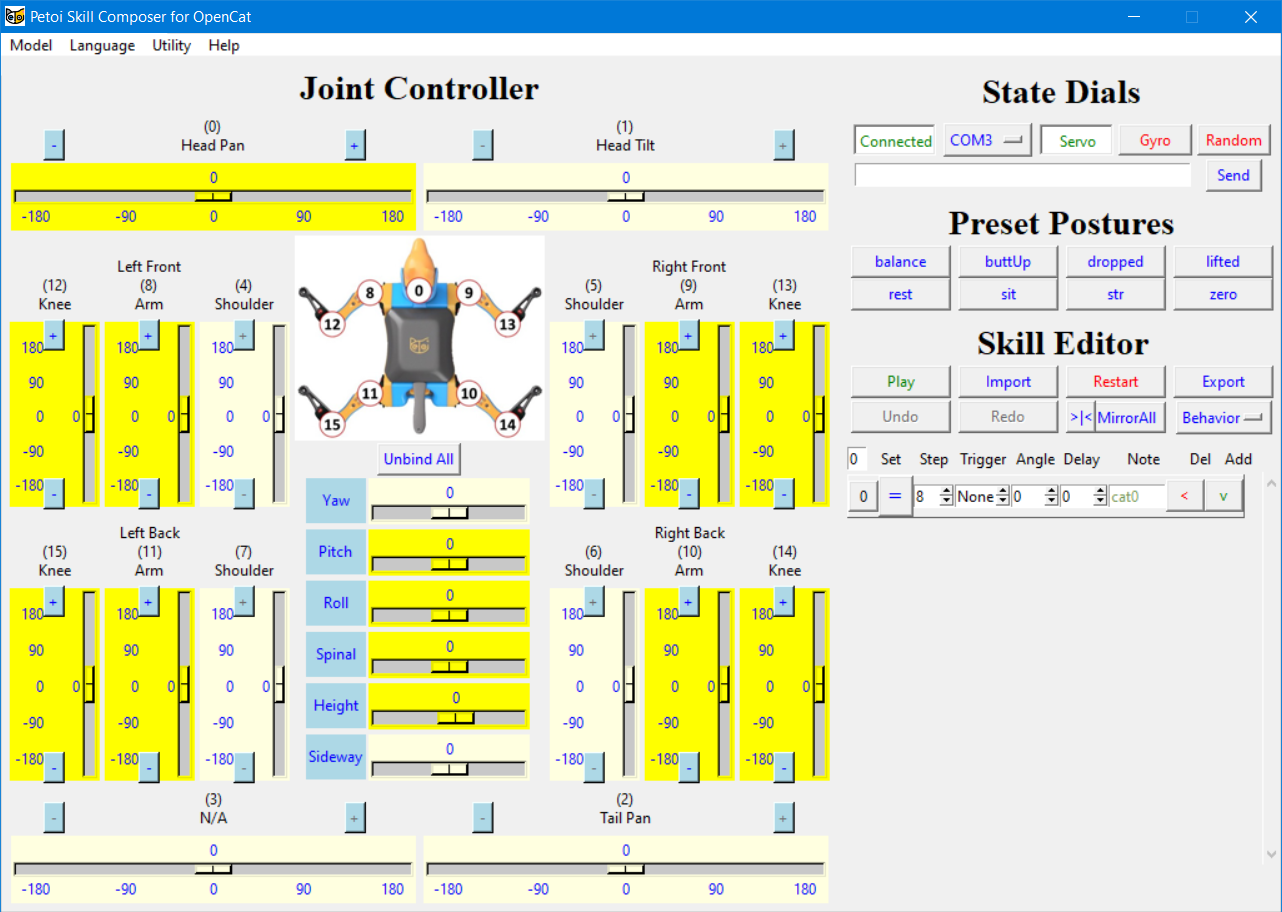 Petoi Skill Composer for OpenCat
Model Language Utility Help
Joint Controller
(0)
Head Pan
- +
0
-180 -90 0 90 180
(1)
Head Tilt
- +
0
-180 -90 0 90 180
Left Front
(12) (8) (4)
Knee Arm Shoulder
+ + +
180 180 180
90 90 90
0 0 0 0 0 0
-90 -90 -90
-180 -180 -180
- - -
0
8 9
12 13
11 10
15 14
Right Front
(5) (9) (13)
Shoulder Arm Knee
+ + +
180 180 180
90 90 90
0 0 0 0 0 0
-90 -90 -90
-180 -180 -180
- - -
Unbind All
Yaw 0
Pitch 0
Roll 0
Spinal 0
Height 0
Sideway 0
Left Back
(15) (11) (7)
Knee Arm Shoulder
+ + +
180 180 180
90 90 90
0 0 0 0 0 0
-90 -90 -90
-180 -180 -180
- - -
Right Back
(6) (10) (14)
Shoulder Arm Knee
+ + +
180 180 180
90 90 90
0 0 0 0 0 0
-90 -90 -90
-180 -180 -180
- - -
(3)
N/A
- +
0
-180 -90 0 90 180
(2)
Tail Pan
- +
0
-180 -90 0 90 180
State Dials
Connected COM3 Servo Gyro Random
Send
Preset Postures
balance buttUp dropped lifted
rest sit str zero
Skill Editor
Play Import Restart Export
Undo Redo >|< MirrorAll Behavior
0 Set Step Trigger Angle Delay Note Del Add
0 = 8 None 0 0 cat0 < v